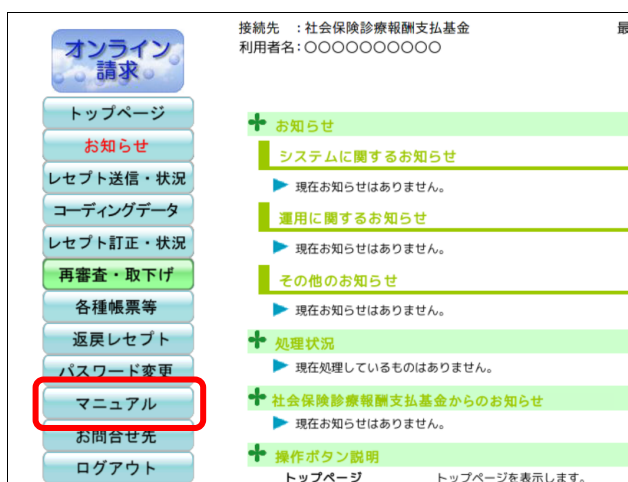 接続先　：社会保険診療報酬支払基金
最
利用者名：〇〇〇〇〇〇〇〇〇〇
オンライン
請求
トップページ
お知らせ
レセプト送信・状況
コーディングデータ
レセプト訂正・状況
再審査・取下げ
各種帳票等
返戻レセプト
パスワード変更
マニュアル
お問合せ先
ログアウト
お知らせ
システムに関するお知らせ
現在お知らせはありません。
運用に関するお知らせ
現在お知らせはありません。
その他のお知らせ
現在お知らせはありません。
処理状況
現在処理しているものはありません。
社会保険診療報酬支払基金からのお知らせ
現在お知らせはありません。
操作ボタン説明
トップページ　　トップページを表示します。